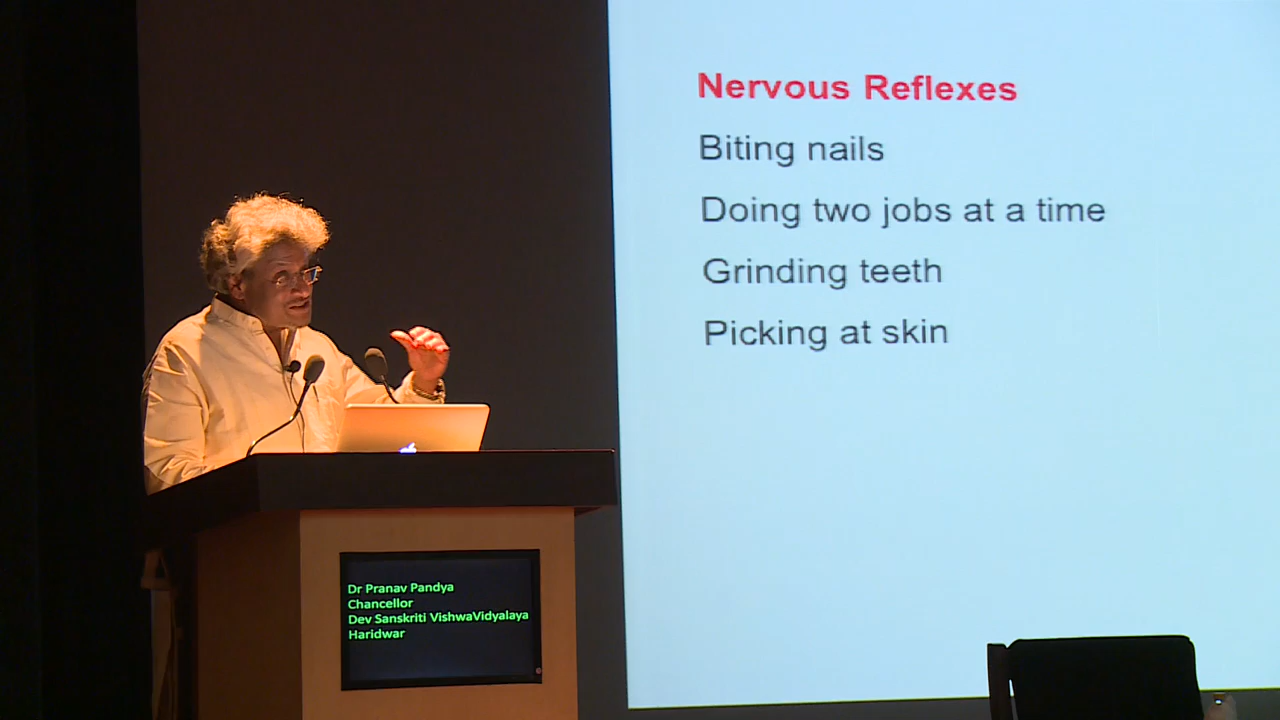 Nervous Reflexes
Biting nails
Doing two jobs at a time
Grinding teeth
Picking at skin
Dr Pranav Pandya
Chancellor
Dev Sanskriti VishwaVidyalaya
Haridwar